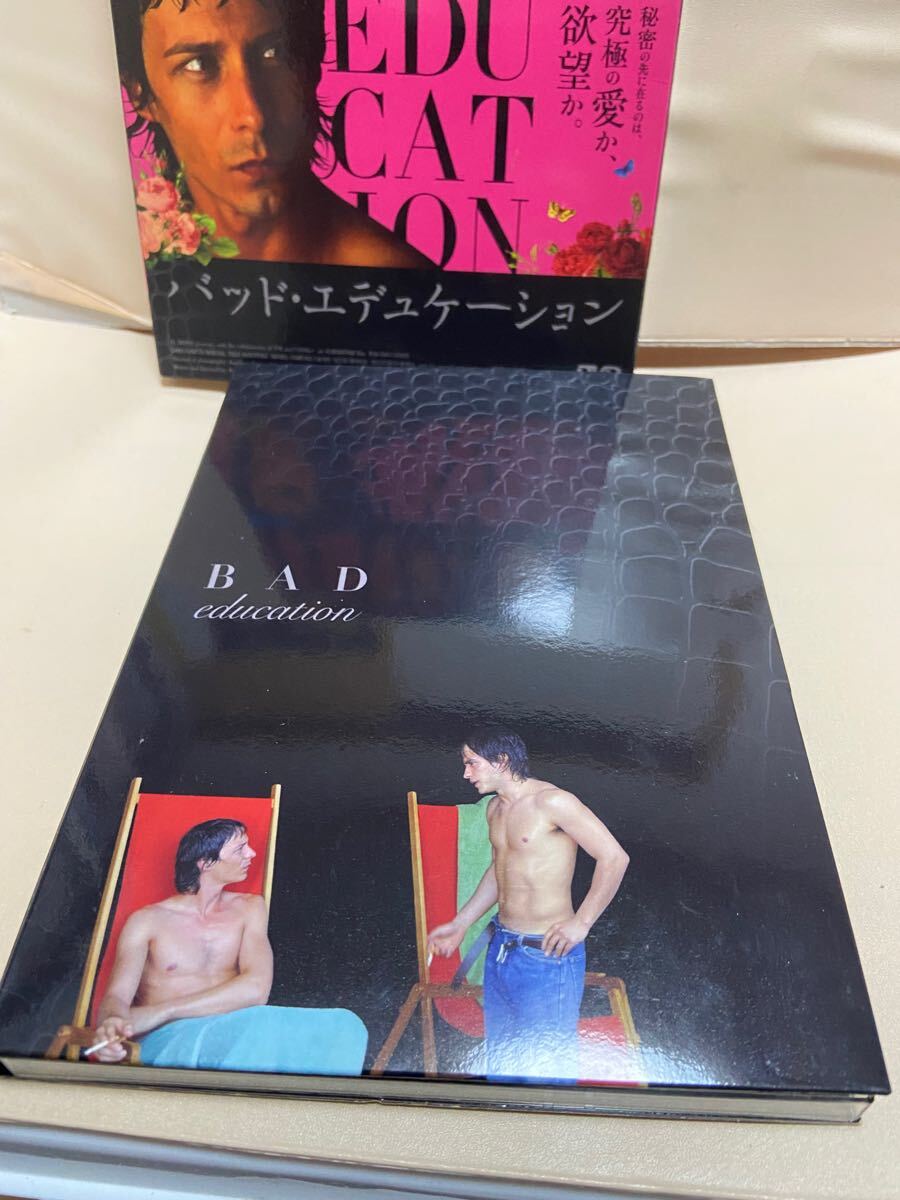 EDU
CAT
ION
秘密の先に在るのは、
究極の愛か、
欲望か。
バッド・エデュケーション
BAD
education